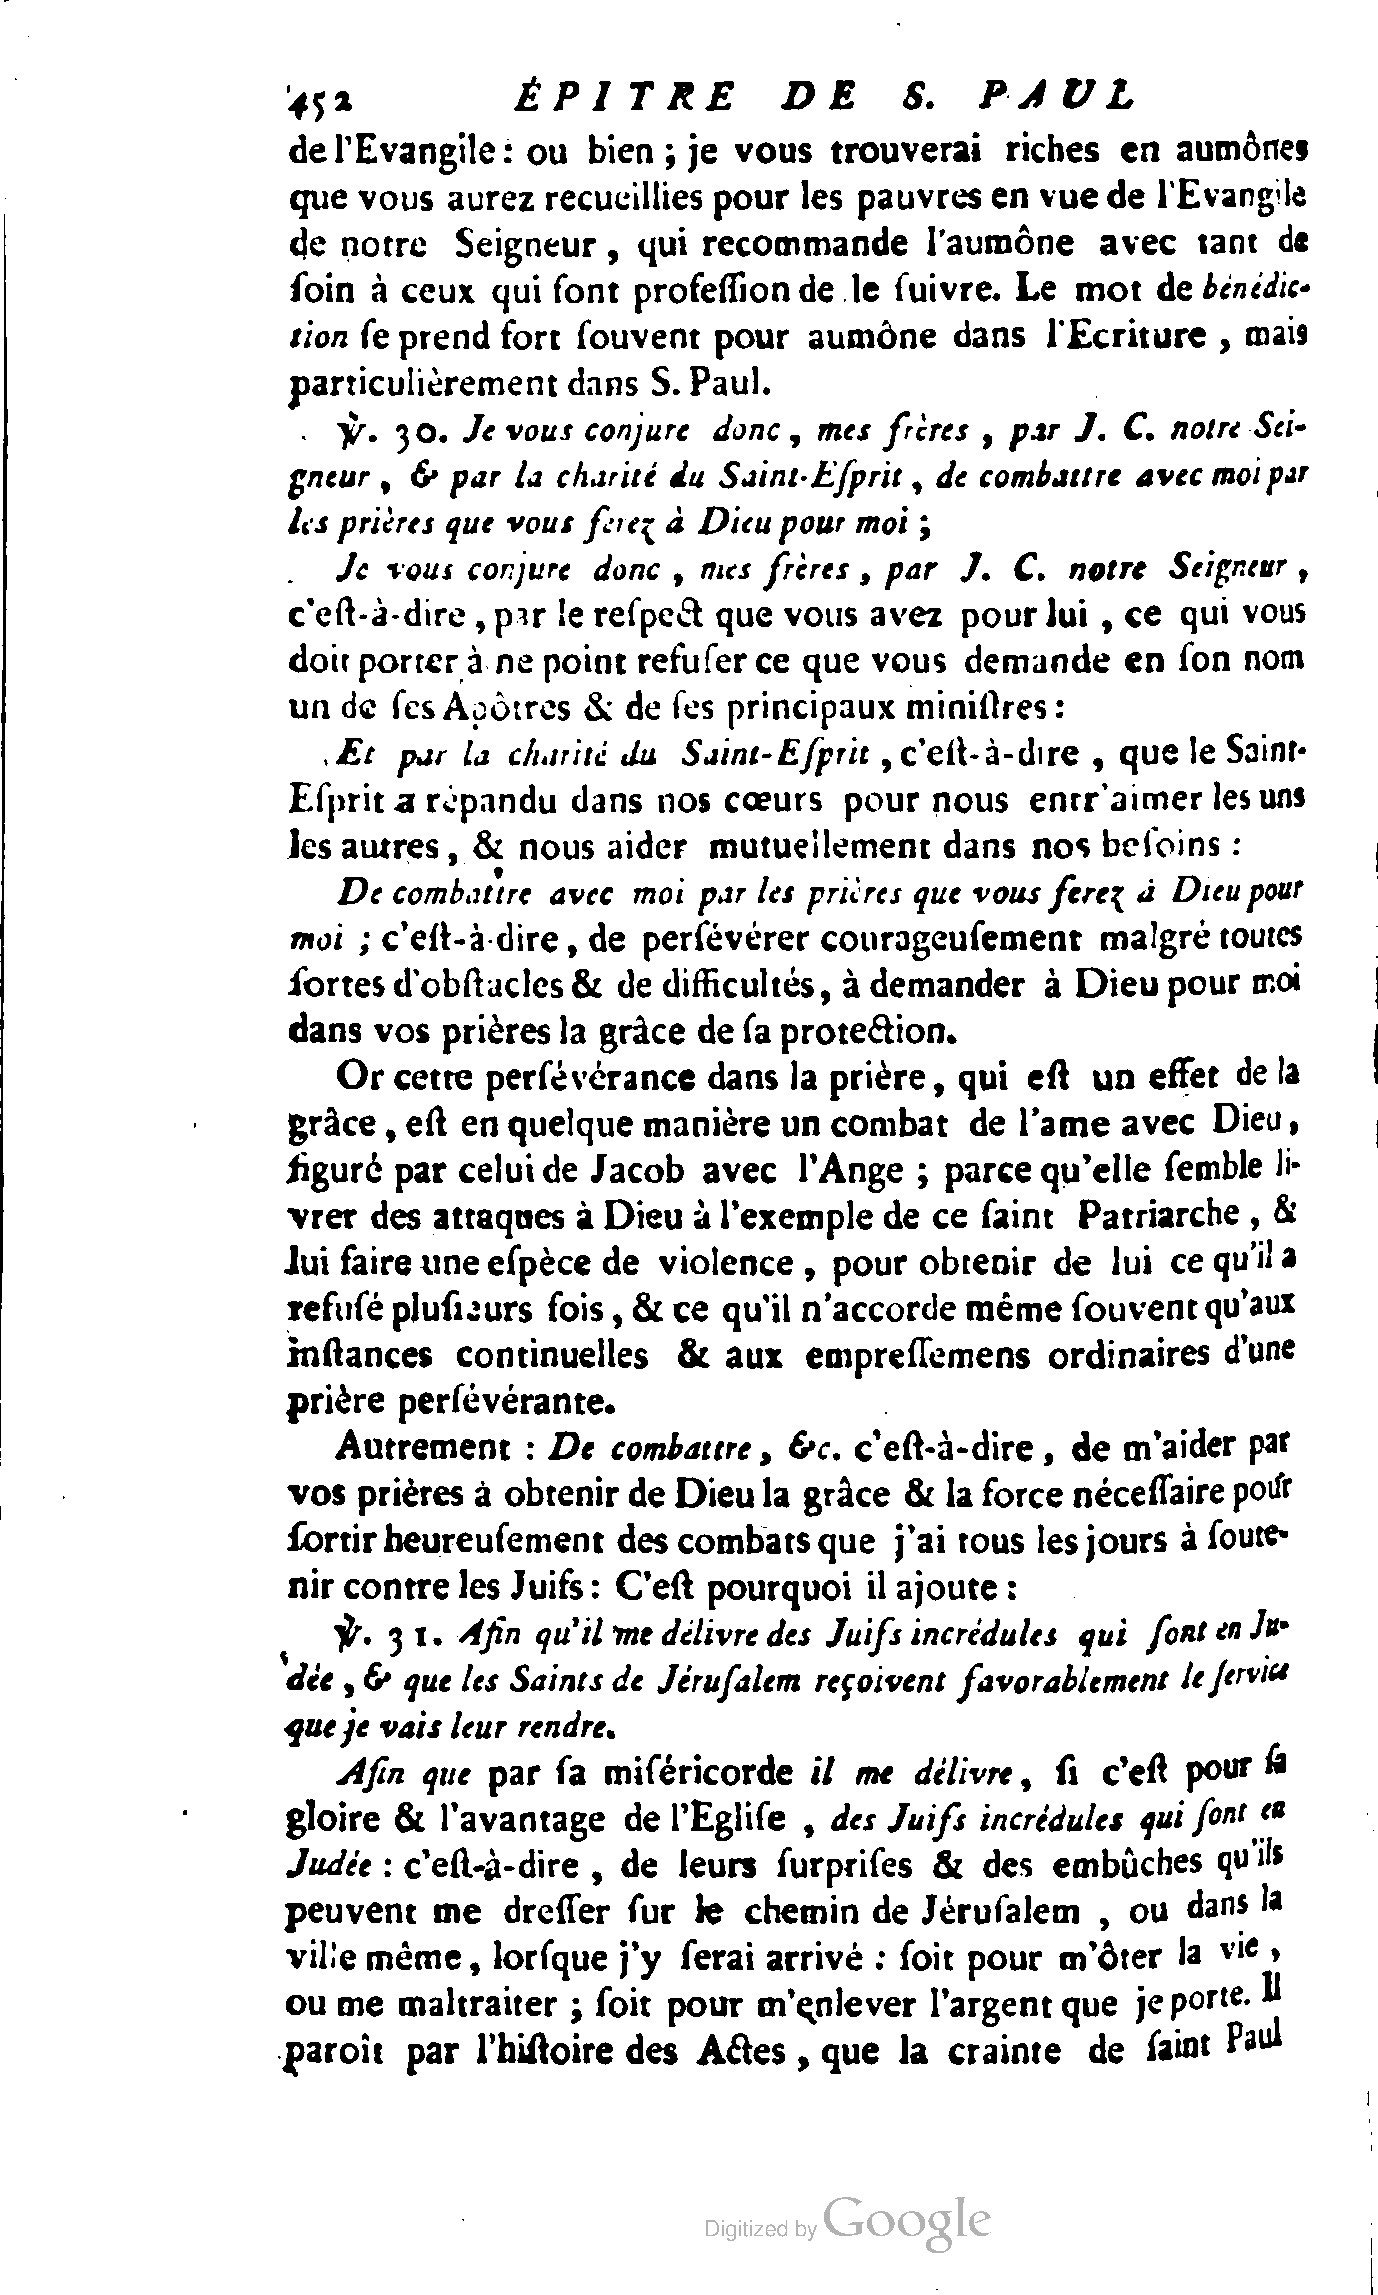 452 ÉPITRE DE S. PAUL
de l'Evangile : ou bien ; je vous trouverai riches en aumônes
que vous aurez recueillies pour les pauvres en vue de l'Evangile
de notre Seigneur , qui recommande l'aumône avec tant de
ſoin à ceux qui font profeſſion de le ſuivre. Le mot de bénédic-
tion ſe prend fort ſouvent pour aumône dans l'Ecriture , mais
particulièrement dans S. Paul.
℣. 30. Je vous conjure donc , mes frères , par J. C. notre Sei-
gneur , & par la charité du Saint-Eſprit , de combattre avec moi par
les prières que vous ferez à Dieu pour moi ;
Je vous conjure donc , mes frères , par J. C. notre Seigneur ,
c'eſt-à-dire , par le reſpect que vous avez pour lui , ce qui vous
doit porter à ne point refuſer ce que vous demande en ſon nom
un de ſes Apôtres & de ſes principaux miniſtres :
Et par la charité du Saint-Eſprit , c'eſt-à-dire , que le Saint-
Eſprit a répandu dans nos cœurs pour nous entr'aimer les uns
les autres , & nous aider mutuellement dans nos beſoins :
De combattre avec moi par les prières que vous ferez à Dieu pour
moi ; c'eſt-à-dire , de perſévérer courageuſement malgré toutes
ſortes d'obſtacles & de difficultés, à demander à Dieu pour moi
dans vos prières la grâce de ſa protection.
Or cette perſévérance dans la prière, qui eſt un effet de la
grâce , eſt en quelque manière un combat de l'ame avec Dieu,
figuré par celui de Jacob avec l'Ange ; parce qu'elle ſemble li-
vrer des attaques à Dieu à l'exemple de ce ſaint Patriarche , &
lui faire une eſpèce de violence , pour obtenir de lui ce qu'il a
refuſé pluſieurs fois , & ce qu'il n'accorde même ſouvent qu'aux
inſtances continuelles & aux empreſſemens ordinaires d'une
prière perſévérante.
Autrement : De combattre, &c. c'eſt-à-dire , de m'aider par
vos prières à obtenir de Dieu la grâce & la force néceſſaire pour
ſortir heureuſement des combats que j'ai tous les jours à ſoute-
nir contre les Juifs : C'eſt pourquoi il ajoute :
℣. 31. Afin qu'il me délivre des Juifs incrédules qui ſont en Ju-
dée , & que les Saints de Jéruſalem reçoivent favorablement le ſervice
que je vais leur rendre.
Afin que par ſa miſéricorde il me délivre, ſi c'eſt pour ſa
gloire & l'avantage de l'Egliſe , des Juifs incrédules qui ſont en
Judée : c'eſt-à-dire , de leurs ſurpriſes & des embûches qu'ils
peuvent me dreſſer ſur le chemin de Jéruſalem , ou dans la
ville même, lorſque j'y ſerai arrivé : ſoit pour m'ôter la vie ,
ou me maltraiter ; ſoit pour m'enlever l'argent que je porte. Il
paroît par l'hiſtoire des Actes , que la crainte de ſaint Paul
Digitized by Google